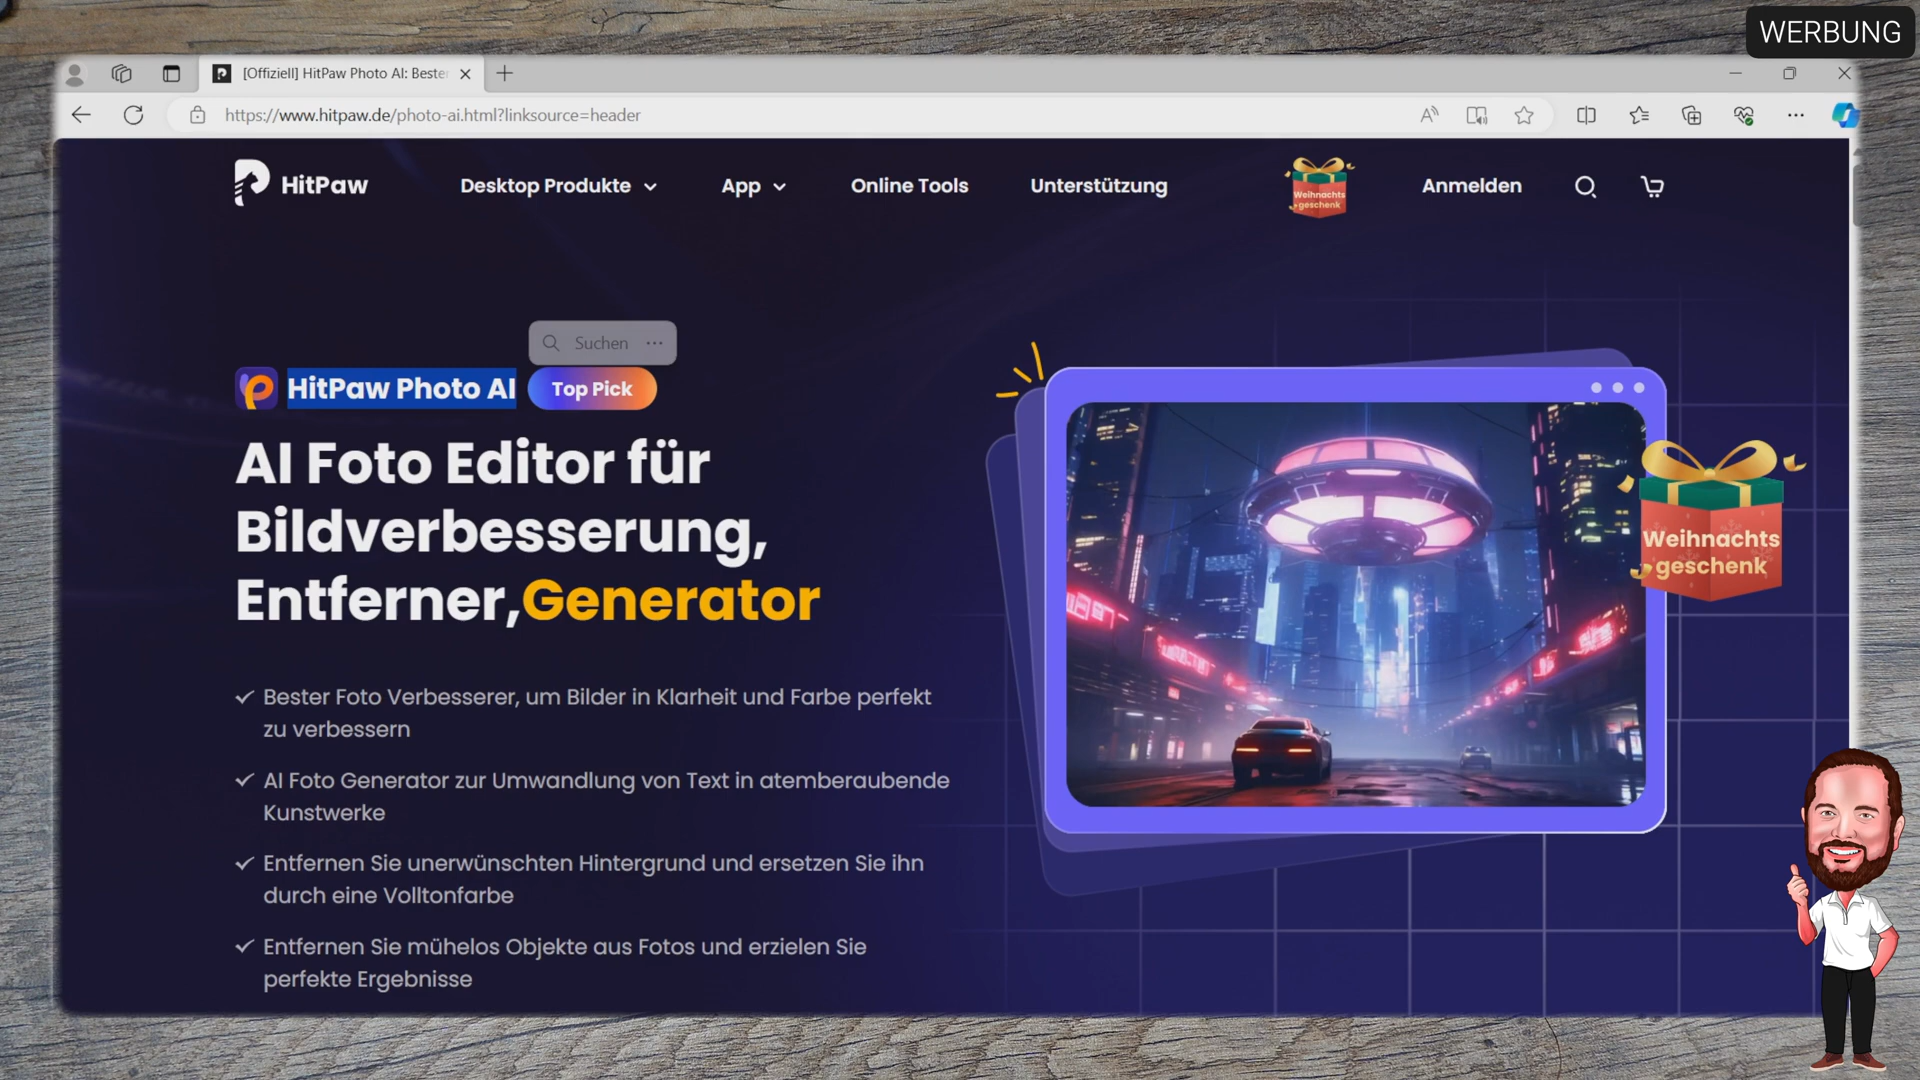 WERBUNG
[Offiziell] HitPaw Photo AI: Beste
https://www.hitpaw.de/photo-ai.html?linksource=header
HitPaw
Desktop Produkte
App
Online Tools
Unterstützung
Weihnachts
geschenk
Anmelden
Suchen
HitPaw Photo AI
Top Pick
AI Foto Editor für
Bildverbesserung,
Entferner,Generator
Weihnachts
geschenk
Bester Foto Verbesserer, um Bilder in Klarheit und Farbe perfekt
zu verbessern
AI Foto Generator zur Umwandlung von Text in atemberaubende
Kunstwerke
Entfernen Sie unerwünschten Hintergrund und ersetzen Sie ihn
durch eine Volltonfarbe
Entfernen Sie mühelos Objekte aus Fotos und erzielen Sie
perfekte Ergebnisse